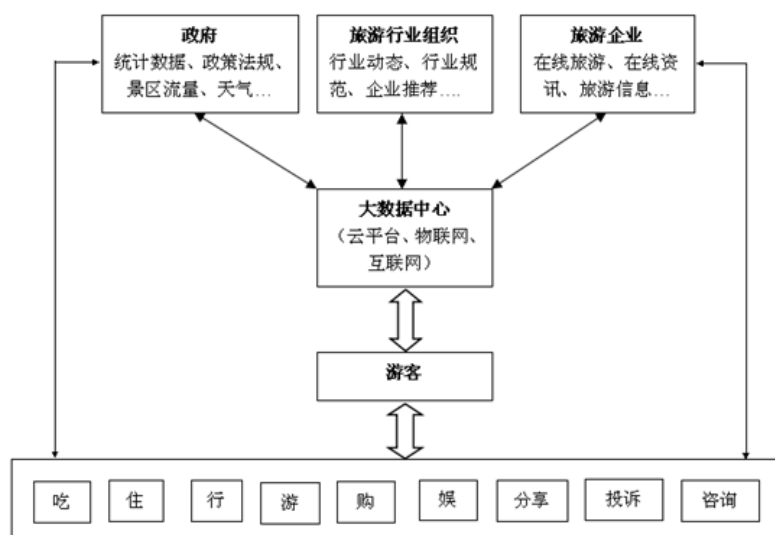 政府
统计数据、政策法规、
景区流量、天气…
旅游行业组织
行业动态、行业规
范、企业推荐….
旅游企业
在线旅游、在线资
讯、旅游信息…
大数据中心
（云平台、物联网、
互联网）
游客
吃 住 行 游 购 娱 分享 投诉 咨询